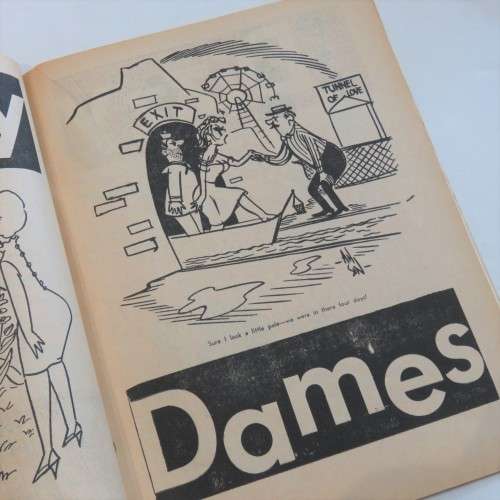 y
EXIT
TUNNEL
OF LOVE
Sure I look a little pale—we were in there four days!
Dames